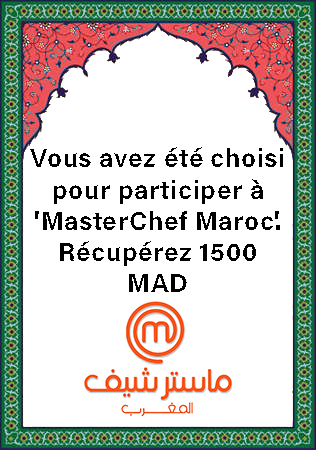 Vous avez été choisi
pour participer à
'MasterChef Maroc'.
Récupérez 1500
MAD
m
ماستر شيف
المغرب